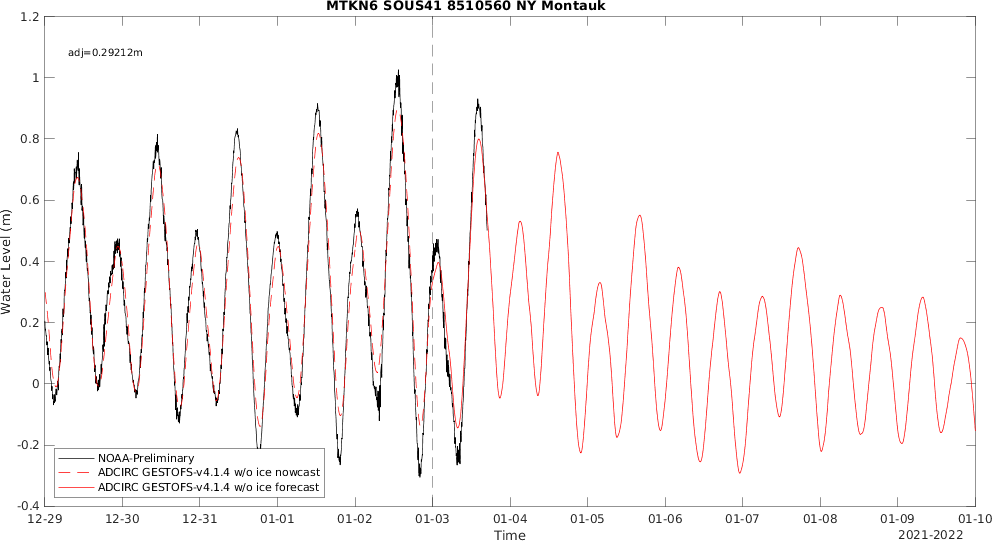 MTKN6 SOUS41 8510560 NY Montauk
1.2
adj=0.29212m
1
0.8
0.6
Water Level (m)
0.4
0.2
0
-0.2
NOAA-Preliminary
ADCIRC GESTOFS-v4.1.4 w/o ice nowcast
ADCIRC GESTOFS-v4.1.4 w/o ice forecast
-0.4
12-29 12-30 12-31 01-01 01-02 01-03 01-04 01-05 01-06 01-07 01-08 01-09 01-10
Time
2021-2022